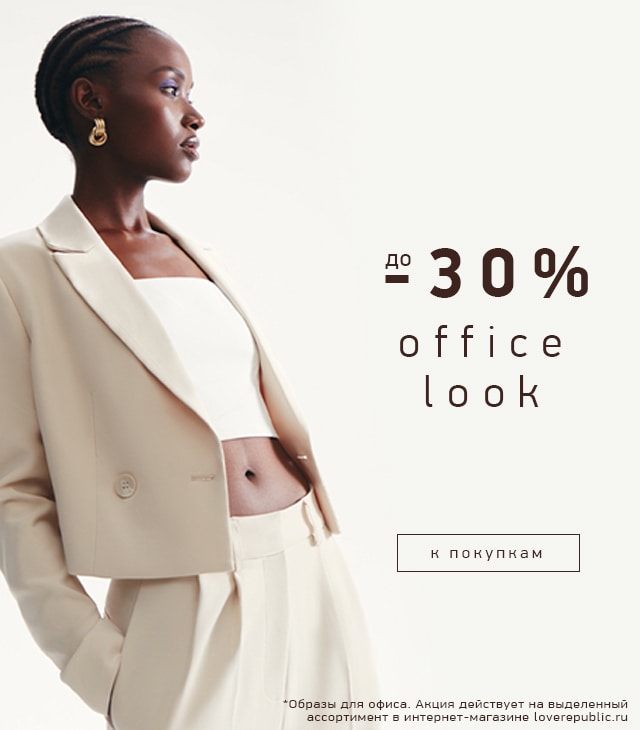 до
-30%
office
look
к покупкам
*Образы для офиса. Акция действует на выделенный
ассортимент в интернет-магазине loverepublic.ru